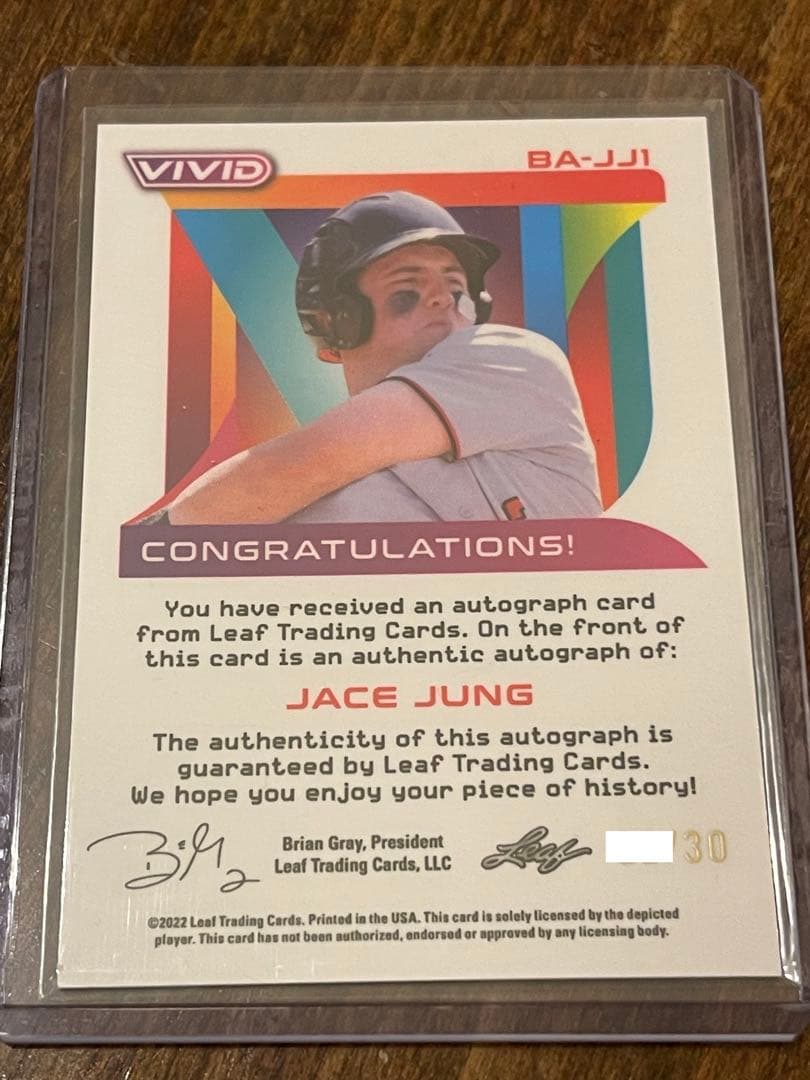 VIVID
BA-JJ1
CONGRATULATIONS!
You have received an autograph card
from Leaf Trading Cards. On the front of
this card is an authentic autograph of:
JACE JUNG
The authenticity of this autograph is
guaranteed by Leaf Trading Cards.
We hope you enjoy your piece of history!
Brian Gray, President
Leaf Trading Cards, LLC
Leaf
/30
©2022 Leaf Trading Cards. Printed in the USA. This card is solely licensed by the depicted
player. This card has not been authorized, endorsed or approved by any licensing body.